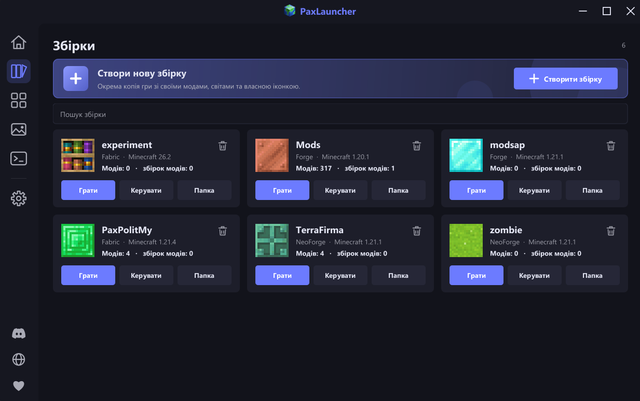 PaxLauncher
Збірки
6
Створи нову збірку
Окрема копія гри зі своїми модами, світами та власною іконкою.
Створити збірку
Пошук збірки
experiment
Fabric · Minecraft 26.2
Модів: 0 · збірок модів: 0
Грати Керувати Папка
Mods
Forge · Minecraft 1.20.1
Модів: 317 · збірок модів: 1
Грати Керувати Папка
modsap
Forge · Minecraft 1.21.1
Модів: 0 · збірок модів: 0
Грати Керувати Папка
PaxPolitMy
Fabric · Minecraft 1.21.4
Модів: 4 · збірок модів: 0
Грати Керувати Папка
TerraFirma
NeoForge · Minecraft 1.21.1
Модів: 4 · збірок модів: 0
Грати Керувати Папка
zombie
NeoForge · Minecraft 1.21.1
Модів: 0 · збірок модів: 0
Грати Керувати Папка